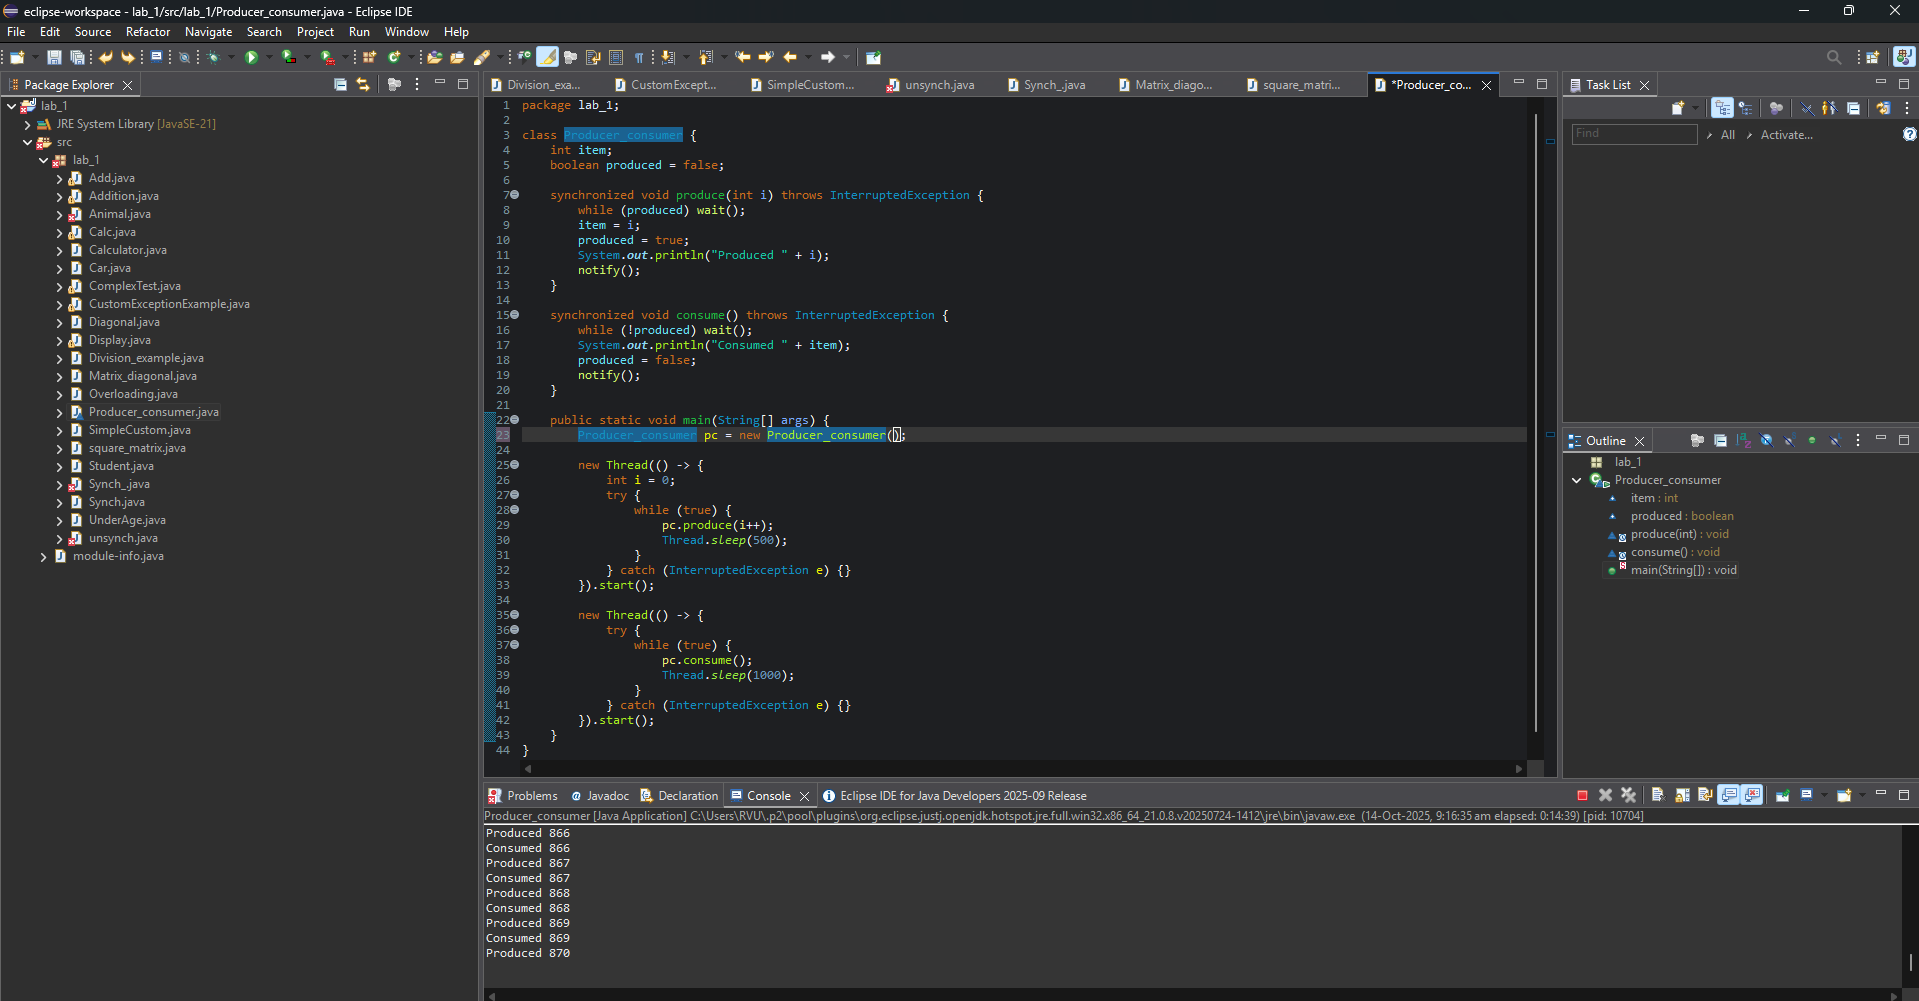 eclipse-workspace - lab_1/src/lab_1/Producer_consumer.java - Eclipse IDE
File Edit Source Refactor Navigate Search Project Run Window Help
Package Explorer
lab_1
JRE System Library [JavaSE-21]
src
lab_1
Add.java
Addition.java
Animal.java
Calc.java
Calculator.java
Car.java
ComplexTest.java
CustomExceptionExample.java
Diagonal.java
Display.java
Division_example.java
Matrix_diagonal.java
Overloading.java
Producer_consumer.java
SimpleCustom.java
square_matrix.java
Student.java
Synch_.java
Synch.java
UnderAge.java
unsynch.java
module-info.java
Division_exa... CustomExcept... SimpleCustom... unsynch.java Synch_.java Matrix_diago... square_matri... *Producer_co...
1 package lab_1;
2
3 class Producer_consumer {
4 int item;
5 boolean produced = false;
6
7 synchronized void produce(int i) throws InterruptedException {
8 while (produced) wait();
9 item = i;
10 produced = true;
11 System.out.println("Produced " + i);
12 notify();
13 }
14
15 synchronized void consume() throws InterruptedException {
16 while (!produced) wait();
17 System.out.println("Consumed " + item);
18 produced = false;
19 notify();
20 }
21
22 public static void main(String[] args) {
23 Producer_consumer pc = new Producer_consumer();
24
25 new Thread(() -> {
26 int i = 0;
27 try {
28 while (true) {
29 pc.produce(i++);
30 Thread.sleep(500);
31 }
32 } catch (InterruptedException e) {}
33 }).start();
34
35 new Thread(() -> {
36 try {
37 while (true) {
38 pc.consume();
39 Thread.sleep(1000);
40 }
41 } catch (InterruptedException e) {}
42 }).start();
43 }
44 }
Task List
Find All Activate...
Outline
lab_1
Producer_consumer
item : int
produced : boolean
produce(int) : void
consume() : void
main(String[]) : void
Problems Javadoc Declaration Console Eclipse IDE for Java Developers 2025-09 Release
Producer_consumer [Java Application] C:\Users\RVU\.p2\pool\plugins\org.eclipse.justj.openjdk.hotspot.jre.full.win32.x86_64_21.0.8.v20250724-1412\jre\bin\javaw.exe (14-Oct-2025, 9:16:35 am elapsed: 0:14:39) [pid: 10704]
Produced 866
Consumed 866
Produced 867
Consumed 867
Produced 868
Consumed 868
Produced 869
Consumed 869
Produced 870